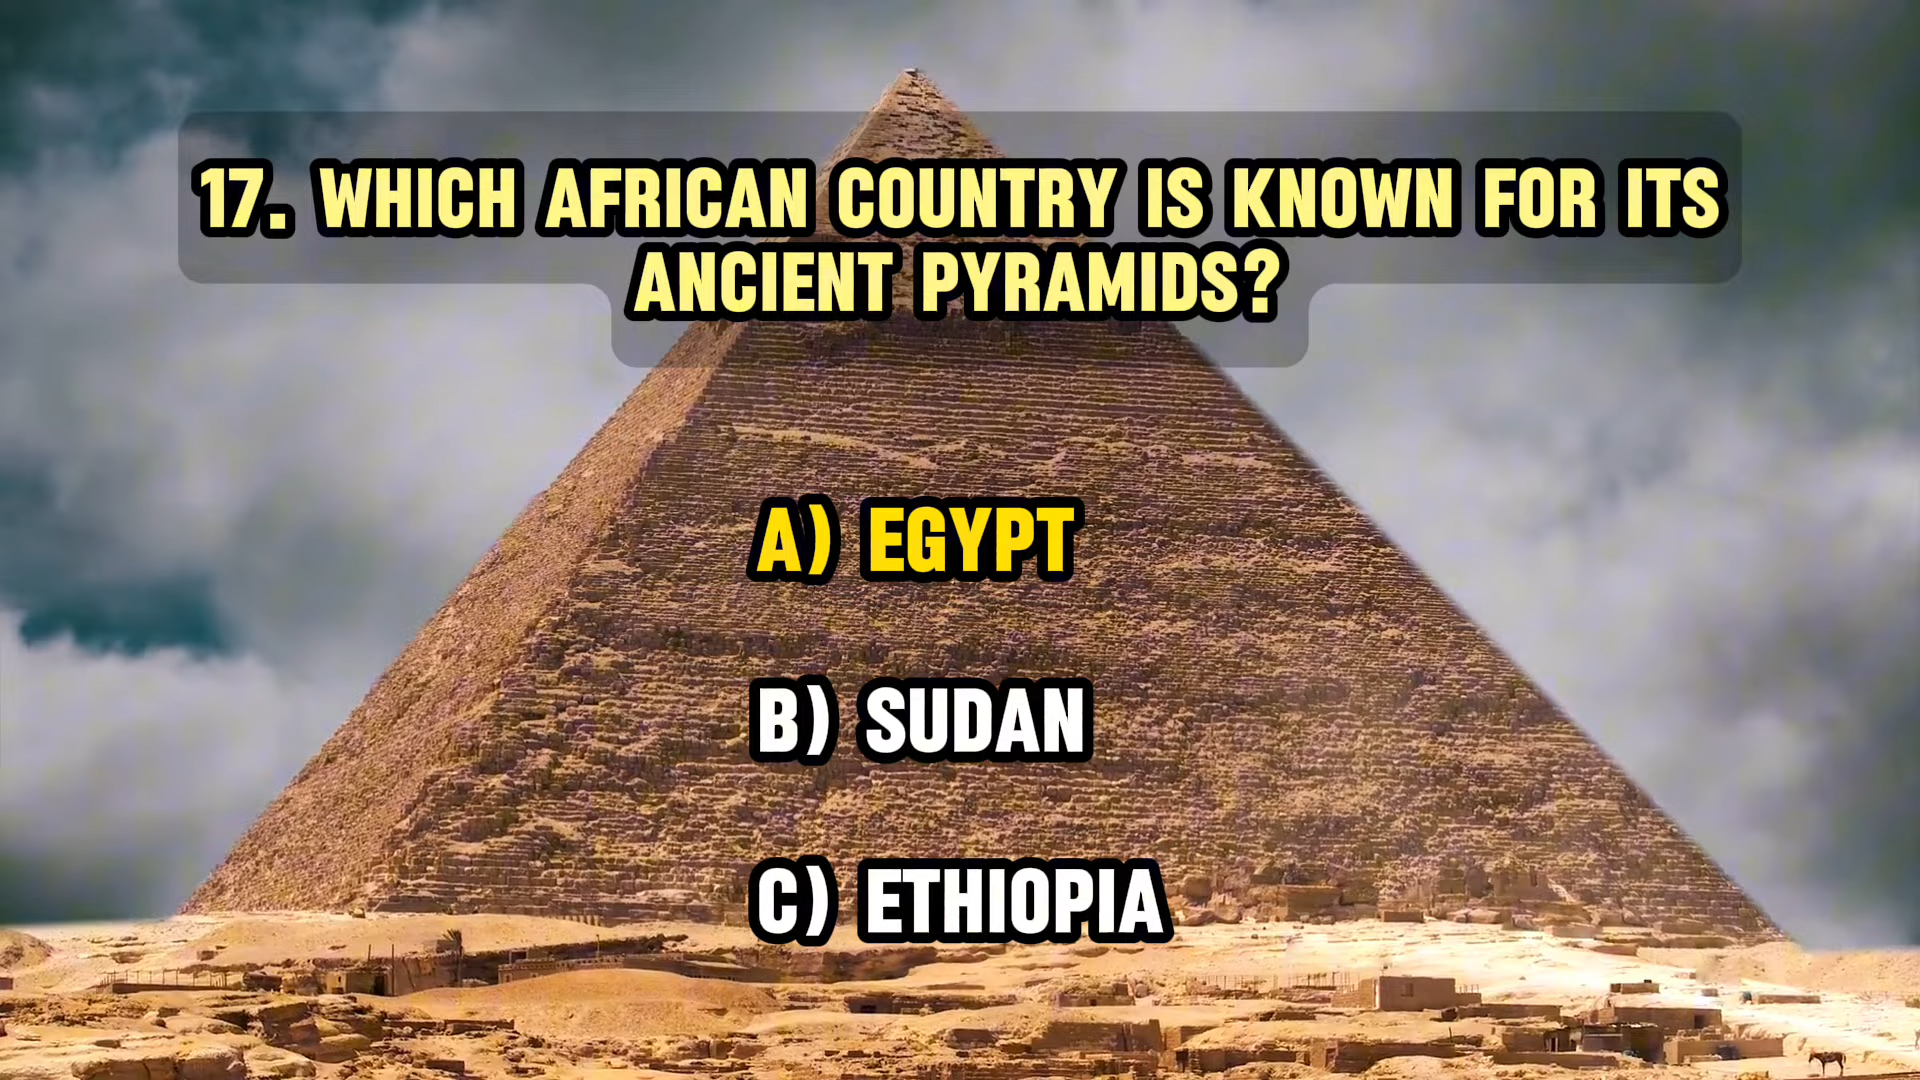 17. WHICH AFRICAN COUNTRY IS KNOWN FOR ITS
ANCIENT PYRAMIDS?
A) EGYPT
B) SUDAN
C) ETHIOPIA